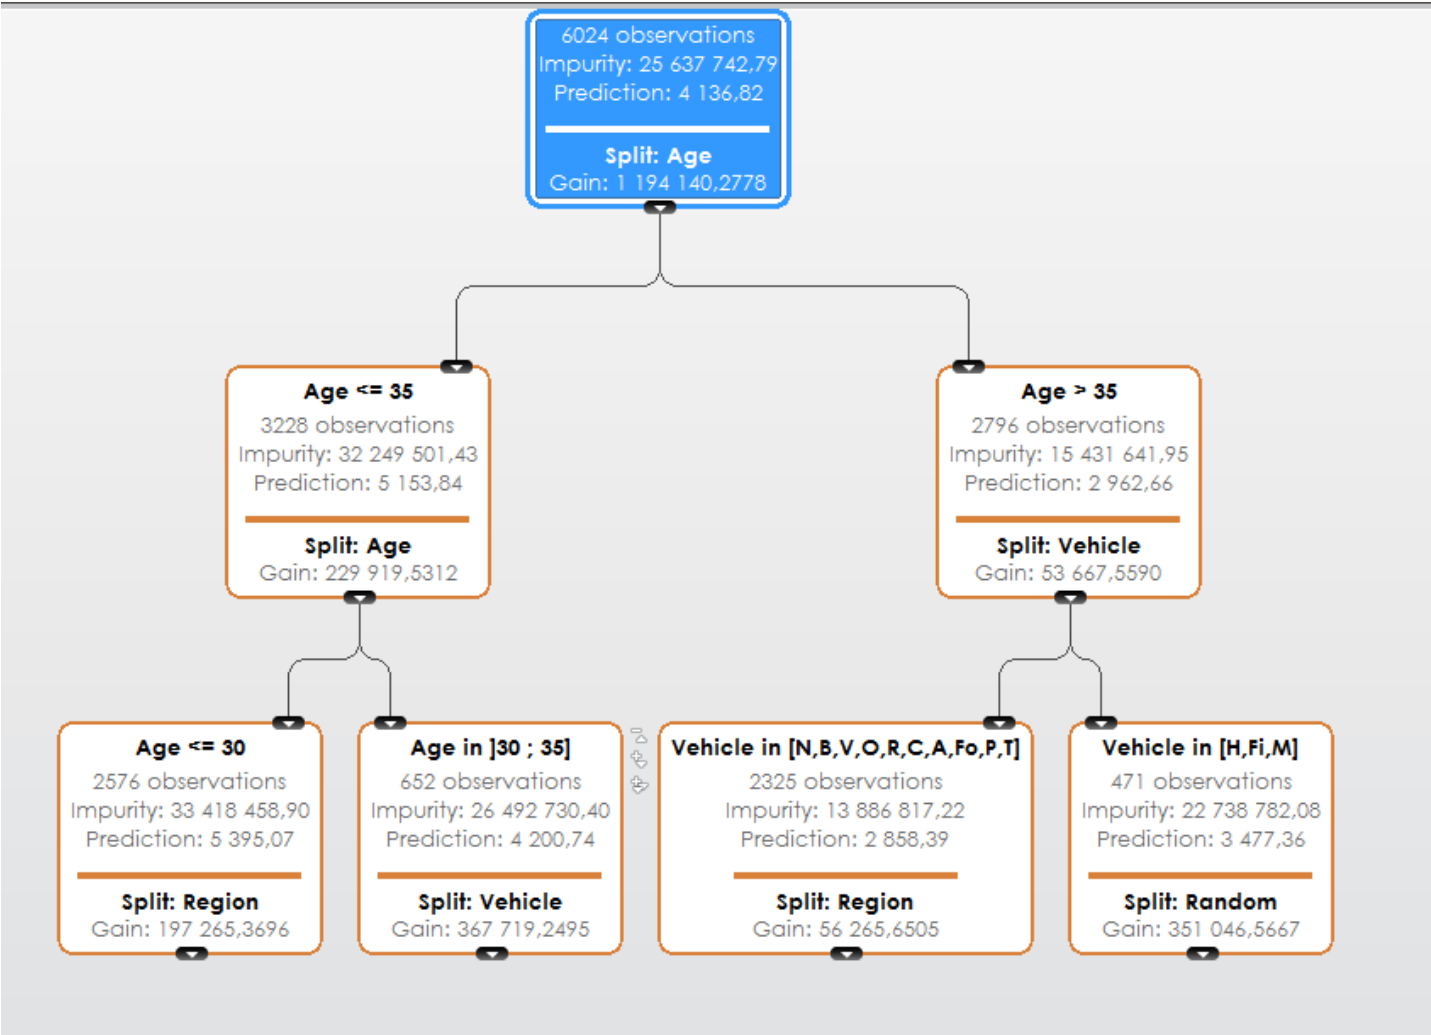 6024 observations
Impurity: 25 637 742,79
Prediction: 4 136,82
Split: Age
Gain: 1 194 140,2778
Age <= 35
3228 observations
Impurity: 32 249 501,43
Prediction: 5 153,84
Split: Age
Gain: 229 919,5312
Age > 35
2796 observations
Impurity: 15 431 641,95
Prediction: 2 962,66
Split: Vehicle
Gain: 53 667,5590
Age <= 30
2576 observations
Impurity: 33 418 458,90
Prediction: 5 395,07
Split: Region
Gain: 197 265,3696
Age in ]30 ; 35]
652 observations
Impurity: 26 492 730,40
Prediction: 4 200,74
Split: Vehicle
Gain: 367 719,2495
Vehicle in [N,B,V,O,R,C,A,Fo,P,T]
2325 observations
Impurity: 13 886 817,22
Prediction: 2 858,39
Split: Region
Gain: 56 265,6505
Vehicle in [H,Fi,M]
471 observations
Impurity: 22 738 782,08
Prediction: 3 477,36
Split: Random
Gain: 351 046,5667